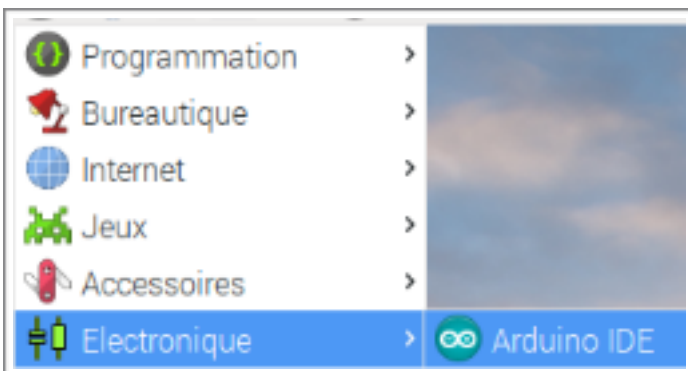 Programmation
Bureautique
Internet
Jeux
Accessoires
Electronique
Arduino IDE